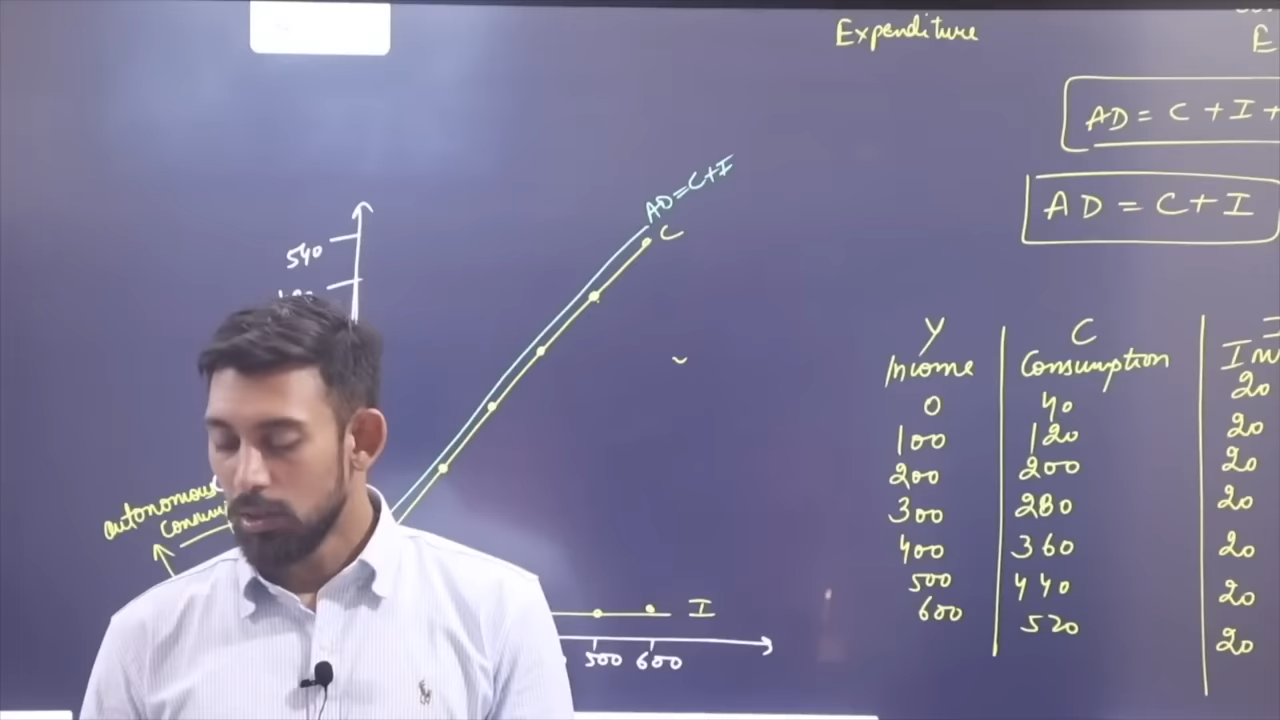 Expenditure
E
AD = C + I +
AD = C + I
AD = C+I
C
540
autonomous
I
500 600
Y C
Income Consumption
0 40 20
100 120 20
200 200 20
300 280 20
400 360 20
500 440 20
600 520 20